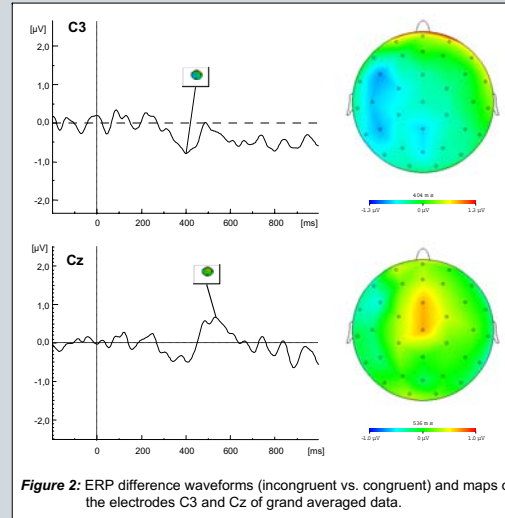 [µV]
C3
2,0
1,0
0,0
-1,0
-2,0
0 200 400 600 800 [ms]
404 ms
-1.3 µV 0 µV 1.3 µV
[µV]
Cz
2,0
1,0
0,0
-1,0
-2,0
0 200 400 600 800 [ms]
536 ms
-1.0 µV 0 µV 1.0 µV
Figure 2: ERP difference waveforms (incongruent vs. congruent) and maps
the electrodes C3 and Cz of grand averaged data.